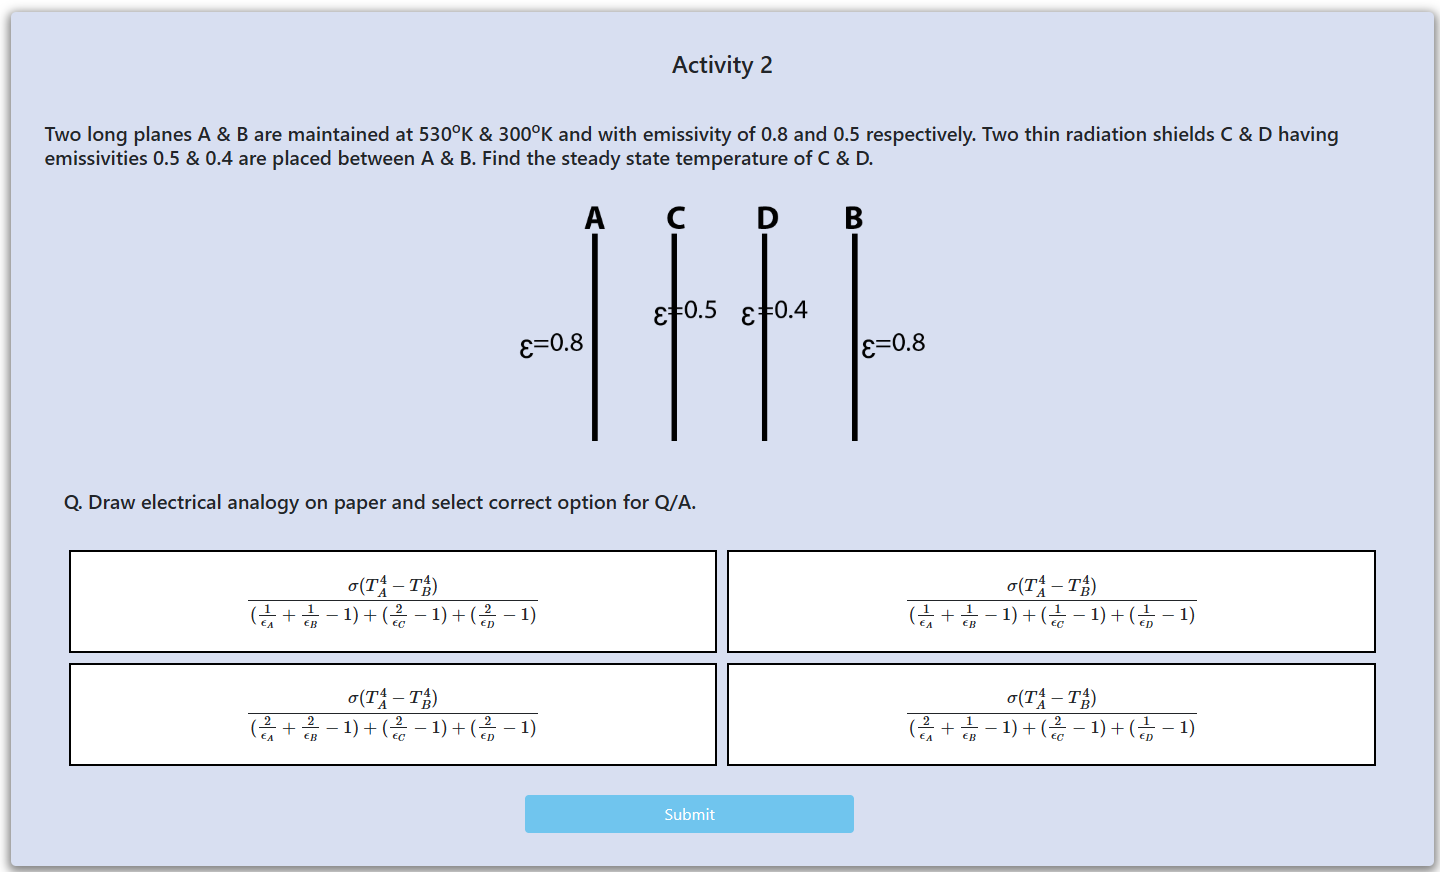 Activity 2
Two long planes A & B are maintained at 530⁰K & 300⁰K and with emissivity of 0.8 and 0.5 respectively. Two thin radiation shields C & D having
emissivities 0.5 & 0.4 are placed between A & B. Find the steady state temperature of C & D.
A C D B
ε=0.5 ε=0.4
ε=0.8 ε=0.8
Q. Draw electrical analogy on paper and select correct option for Q/A.
\frac{\sigma(T_A^4 - T_B^4)}{(\frac{1}{\epsilon_A} + \frac{1}{\epsilon_B} - 1) + (\frac{2}{\epsilon_C} - 1) + (\frac{2}{\epsilon_D} - 1)}
\frac{\sigma(T_A^4 - T_B^4)}{(\frac{1}{\epsilon_A} + \frac{1}{\epsilon_B} - 1) + (\frac{1}{\epsilon_C} - 1) + (\frac{1}{\epsilon_D} - 1)}
\frac{\sigma(T_A^4 - T_B^4)}{(\frac{2}{\epsilon_A} + \frac{2}{\epsilon_B} - 1) + (\frac{2}{\epsilon_C} - 1) + (\frac{2}{\epsilon_D} - 1)}
\frac{\sigma(T_A^4 - T_B^4)}{(\frac{2}{\epsilon_A} + \frac{1}{\epsilon_B} - 1) + (\frac{2}{\epsilon_C} - 1) + (\frac{1}{\epsilon_D} - 1)}
Submit